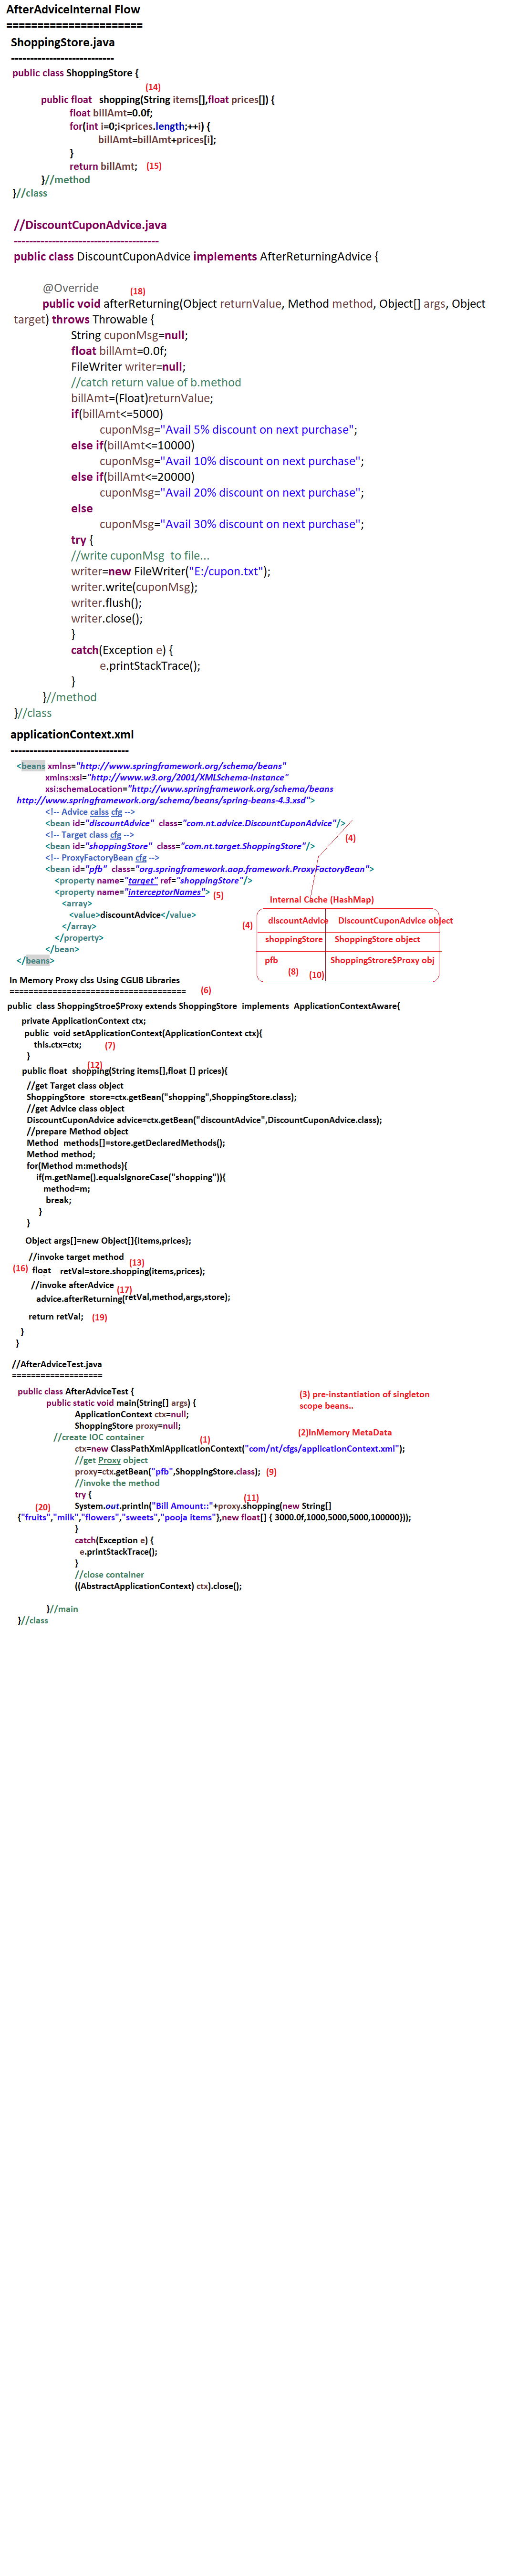 AfterAdviceInternal Flow
======================
ShoppingStore.java
---------------------------
public class ShoppingStore {
(14)
public float shopping(String items[],float prices[]) {
float billAmt=0.0f;
for(int i=0;i<prices.length;++i) {
billAmt=billAmt+prices[i];
}
return billAmt; (15)
}//method
}//class
//DiscountCuponAdvice.java
--------------------------------------
public class DiscountCuponAdvice implements AfterReturningAdvice {
@Override (18)
public void afterReturning(Object returnValue, Method method, Object[] args, Object
target) throws Throwable {
String cuponMsg=null;
float billAmt=0.0f;
FileWriter writer=null;
//catch return value of b.method
billAmt=(Float)returnValue;
if(billAmt<=5000)
cuponMsg="Avail 5% discount on next purchase";
else if(billAmt<=10000)
cuponMsg="Avail 10% discount on next purchase";
else if(billAmt<=20000)
cuponMsg="Avail 20% discount on next purchase";
else
cuponMsg="Avail 30% discount on next purchase";
try {
//write cuponMsg to file...
writer=new FileWriter("E:/cupon.txt");
writer.write(cuponMsg);
writer.flush();
writer.close();
}
catch(Exception e) {
e.printStackTrace();
}
}//method
}//class
applicationContext.xml
-------------------------------
<beans xmlns="http://www.springframework.org/schema/beans"
xmlns:xsi="http://www.w3.org/2001/XMLSchema-instance"
xsi:schemaLocation="http://www.springframework.org/schema/beans
http://www.springframework.org/schema/beans/spring-beans-4.3.xsd">
<!-- Advice calss cfg -->
<bean id="discountAdvice" class="com.nt.advice.DiscountCuponAdvice"/>
<!-- Target class cfg --> (4)
<bean id="shoppingStore" class="com.nt.target.ShoppingStore"/>
<!-- ProxyFactoryBean cfg -->
<bean id="pfb" class="org.springframework.aop.framework.ProxyFactoryBean">
<property name="target" ref="shoppingStore"/>
<property name="interceptorNames"> (5)
<array> Internal Cache (HashMap)
<value>discountAdvice</value>
</array>
</property>
</bean>
</beans>
(4) discountAdvice DiscountCuponAdvice object
shoppingStore ShoppingStore object
pfb ShoppingStrore$Proxy obj
(8) (10)
In Memory Proxy clss Using CGLIB Libraries
===================================== (6)
public class ShoppingStroe$Proxy extends ShoppingStore implements ApplicationContextAware{
private ApplicationContext ctx;
public void setApplicationContext(ApplicationContext ctx){
this.ctx=ctx; (7)
}
(12)
public float shopping(String items[],float [] prices){
//get Target class object
ShoppingStore store=ctx.getBean("shopping",ShoppingStore.class);
//get Advice class object
DiscountCuponAdvice advice=ctx.getBean("discountAdvice",DiscountCuponAdvice.class);
//prepare Method object
Method methods[]=store.getDeclaredMethods();
Method method;
for(Method m:methods){
if(m.getName().equalsIgnoreCase("shopping")){
method=m;
break;
}
}
Object args[]=new Object[]{items,prices};
//invoke target method (13)
(16) float retVal=store.shopping(items,prices);
//invoke afterAdvice (17)
advice.afterReturning(retVal,method,args,store);
return retVal; (19)
}
}
//AfterAdviceTest.java
===================
public class AfterAdviceTest {
public static void main(String[] args) {
ApplicationContext ctx=null;
ShoppingStore proxy=null;
(3) pre-instantiation of singleton
scope beans..
(2)InMemory MetaData
//create IOC container (1)
ctx=new ClassPathXmlApplicationContext("com/nt/cfgs/applicationContext.xml");
//get Proxy object
proxy=ctx.getBean("pfb",ShoppingStore.class); (9)
//invoke the method
try { (11)
(20) System.out.println("Bill Amount::"+proxy.shopping(new String[]
{"fruits","milk","flowers","sweets","pooja items"},new float[] { 3000.0f,1000,5000,5000,100000}));
}
catch(Exception e) {
e.printStackTrace();
}
//close container
((AbstractApplicationContext) ctx).close();
}//main
}//class